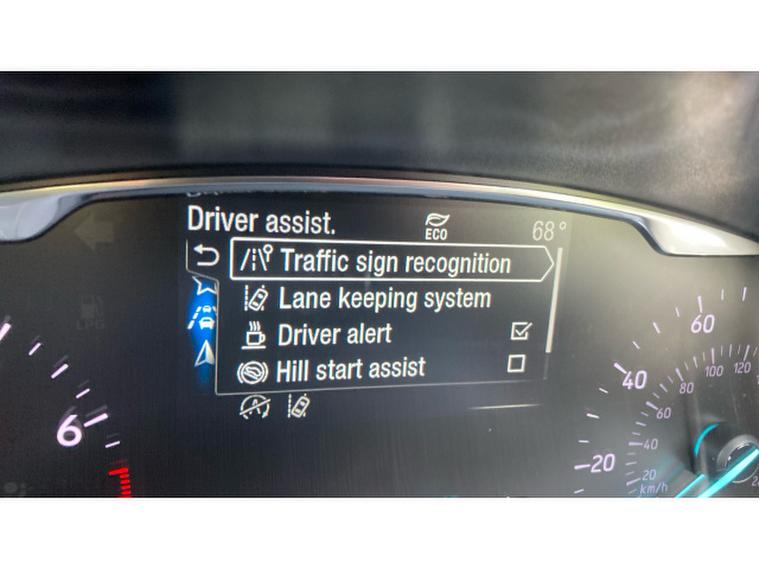 Driver assist.
ECO
68°
Traffic sign recognition
Lane keeping system
Driver alert
Hill start assist
LPG
6
60
40
20
120
100
80
60
40
20
km/h